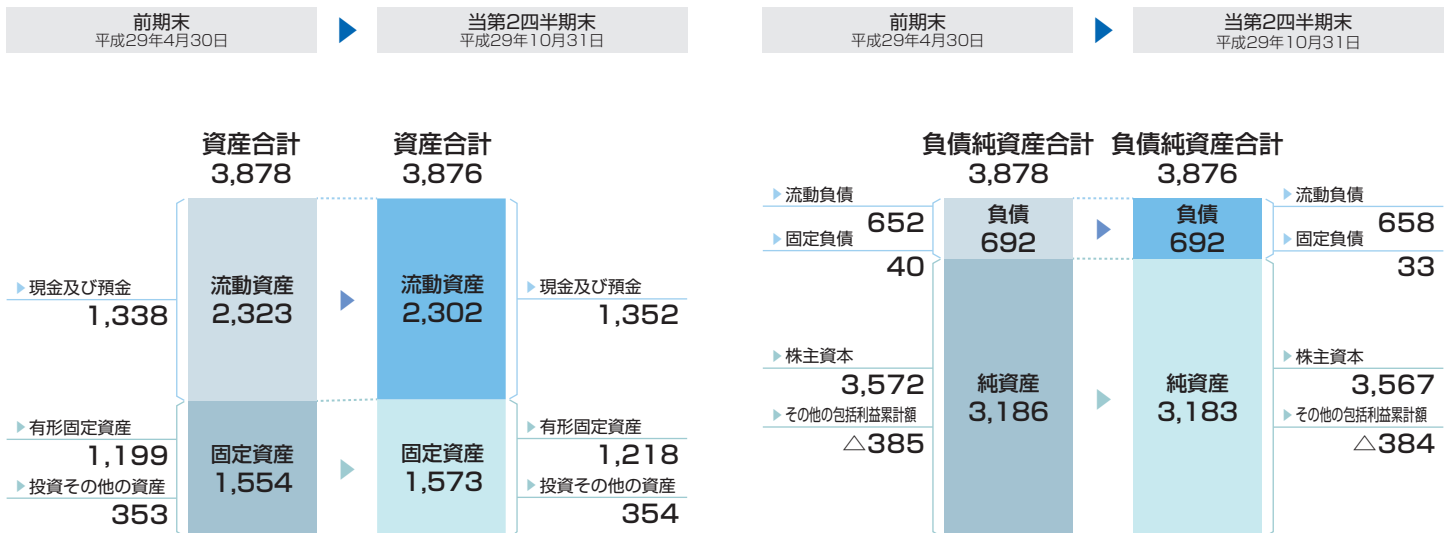 前期末
平成29年4月30日
当第2四半期末
平成29年10月31日
資産合計
3,878
資産合計
3,876
▶現金及び預金
1,338
流動資産
2,323
流動資産
2,302
▶現金及び預金
1,352
▶有形固定資産
1,199
▶投資その他の資産
353
固定資産
1,554
固定資産
1,573
▶有形固定資産
1,218
▶投資その他の資産
354
前期末
平成29年4月30日
当第2四半期末
平成29年10月31日
負債純資産合計
3,878
負債純資産合計
3,876
▶流動負債
652
▶固定負債
40
負債
692
負債
692
▶流動負債
658
▶固定負債
33
▶株主資本
3,572
▶その他の包括利益累計額
△385
純資産
3,186
純資産
3,183
▶株主資本
3,567
▶その他の包括利益累計額
△384